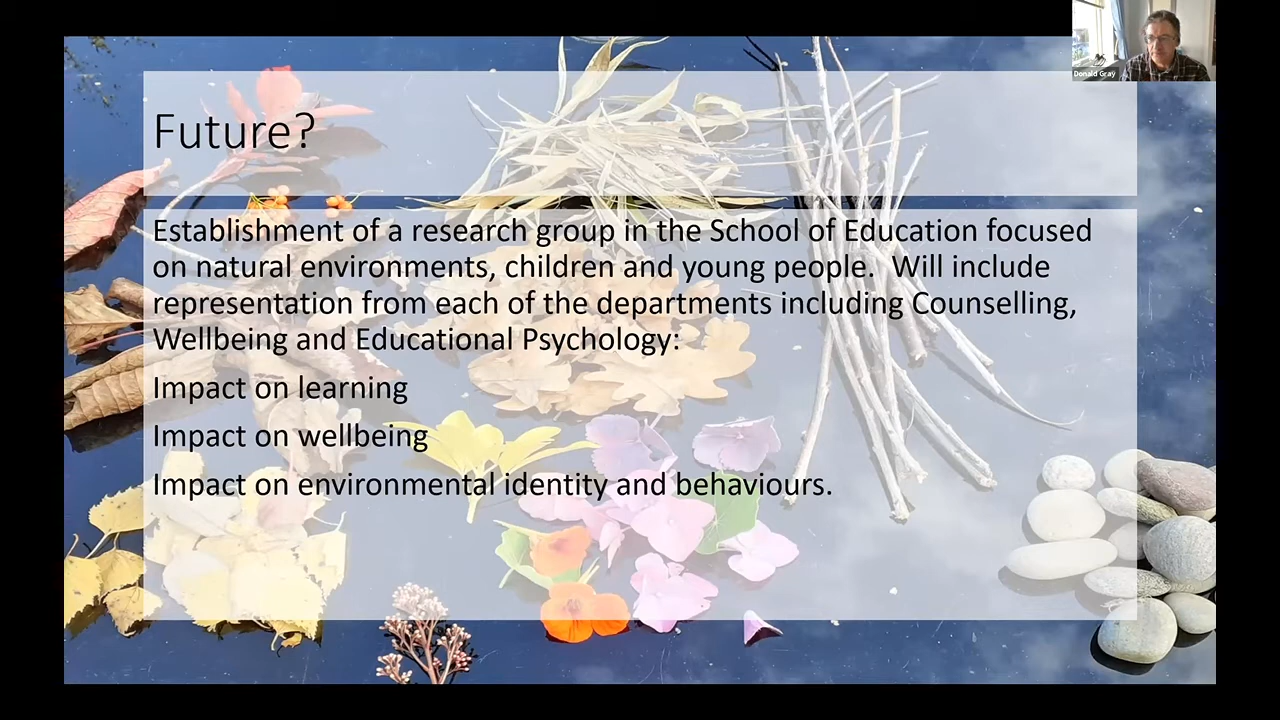 Donald Gray
Future?
Establishment of a research group in the School of Education focused
on natural environments, children and young people.  Will include
representation from each of the departments including Counselling,
Wellbeing and Educational Psychology:
Impact on learning
Impact on wellbeing
Impact on environmental identity and behaviours.